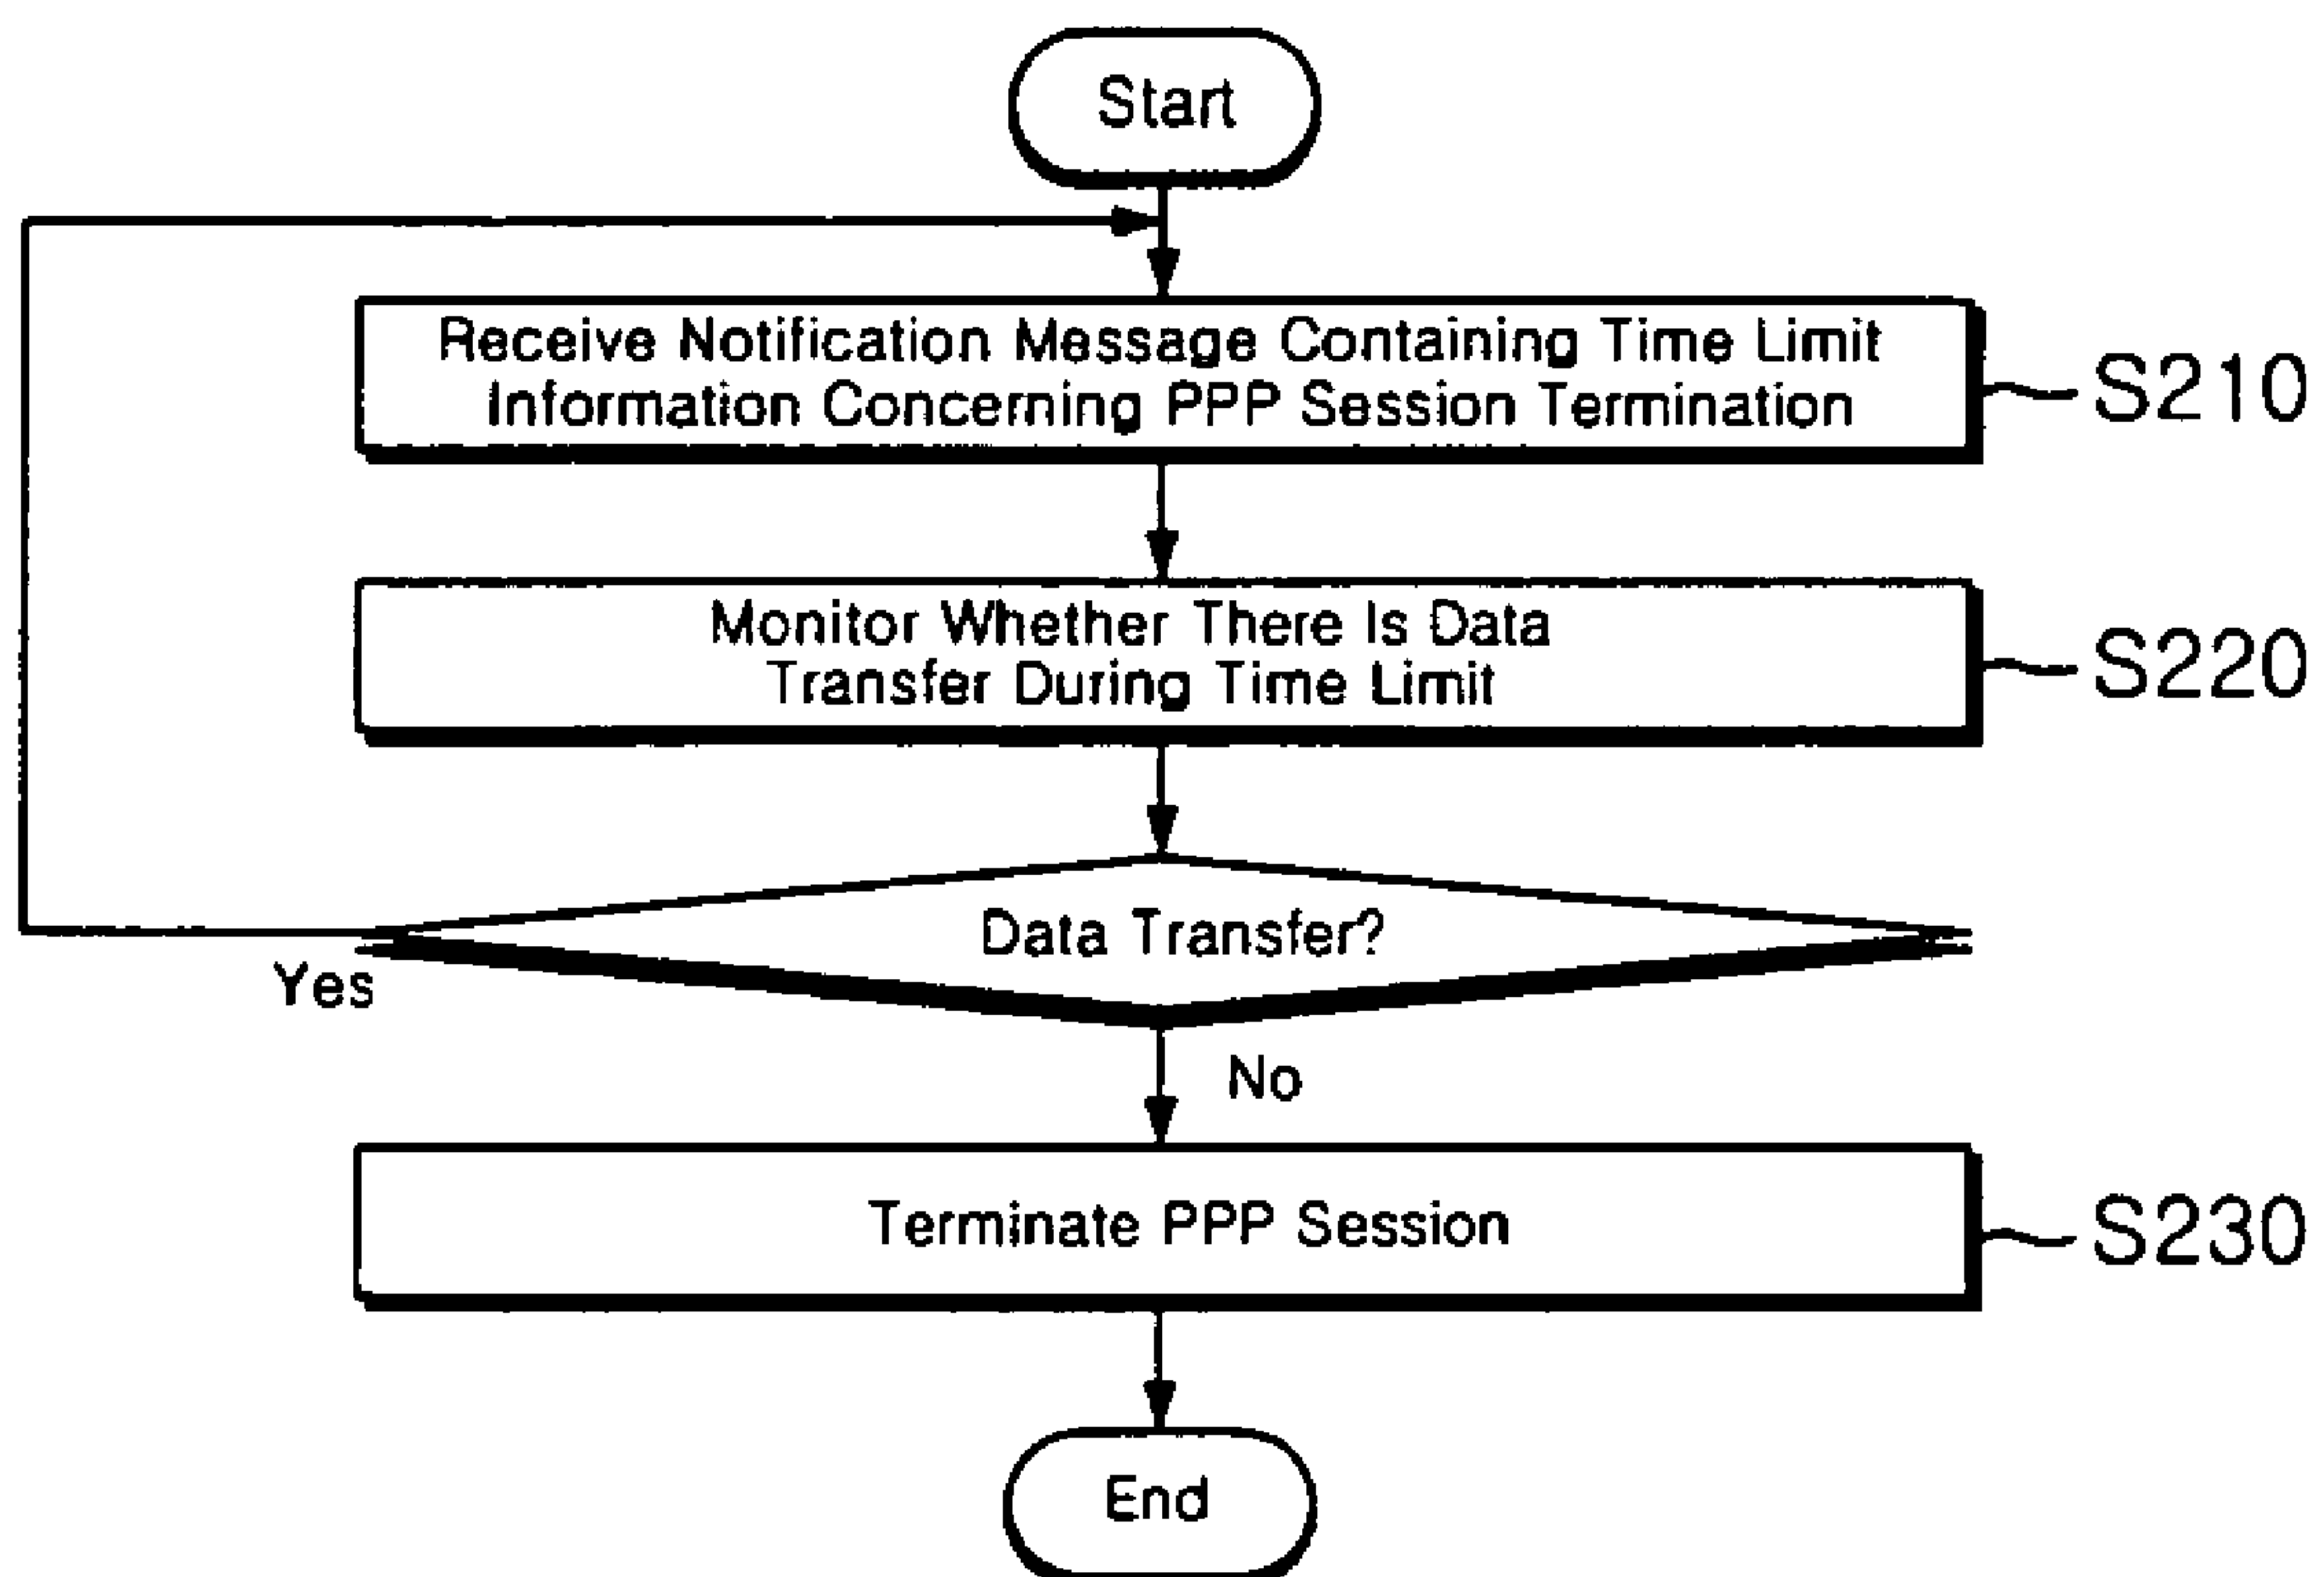 Start
Receive Notification Message Containing Time Limit
Information Concerning PPP Session Termination
S210
Monitor Whether There Is Data
Transfer During Time Limit
S220
Data Transfer?
Yes
No
Terminate PPP Session
S230
End